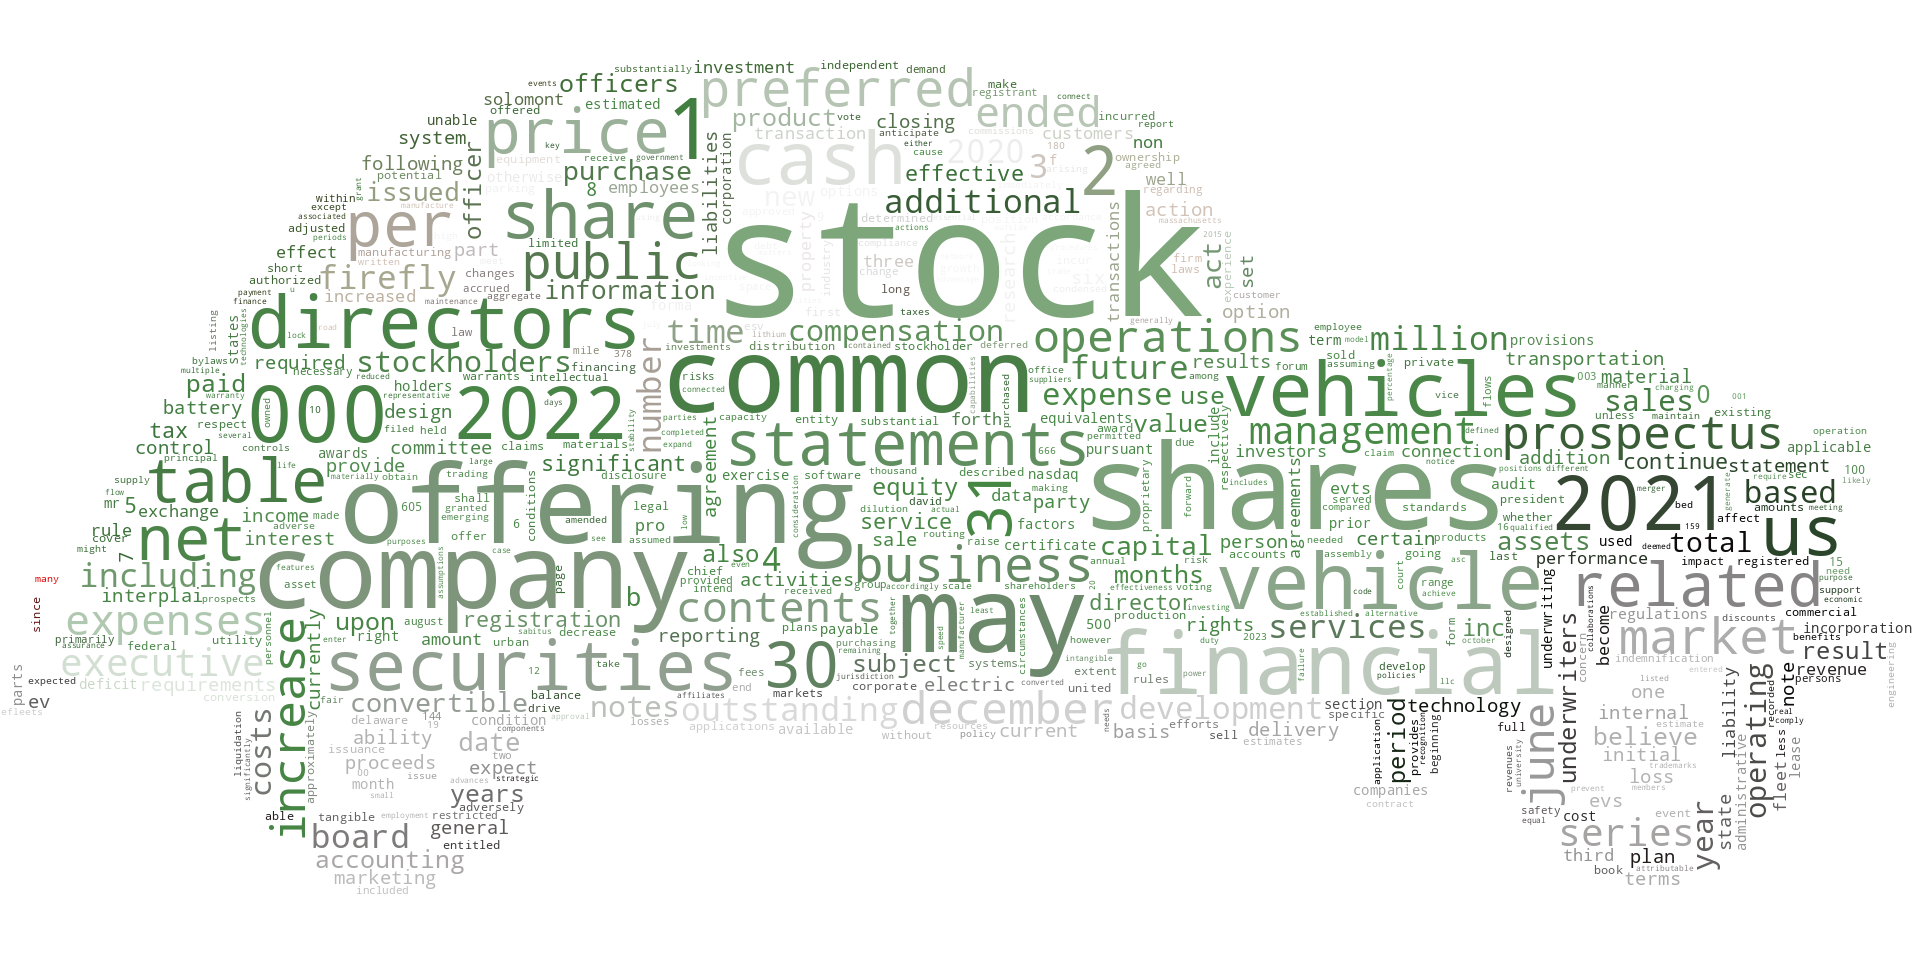 substantially investment independent demand
events officers preferred make connect
solomont offered estimated registrant ended incurred report
unable price 1 product vote closing commissions customers
system officer key transaction anticipate 2020 180 non
following receive government cash either cause 3 f arising agreed ownership
potential equipment purchase liabilities corporation effective 2 well regarding
within grant issued otherwise parking 8 employees new options additional action
except associated manufacture share approved stock massachusetts
adjusted periods per determined actions transactions 2015
effect manufacturing part limited public property compliance act experience set firm
short written firefly changes information industry three change research six laws
authorized increased accrued aggregate long customer
payment finance u maintenance forma first taxes option
listing states technologies directors lock road law number time esv lithium compensation generally operations million employee model provisions
bylaws required stockholders mile 378 investments distribution contained stockholder deferred term
multiple necessary reduced financing risks common office future results forum sold assuming private transportation
paid warranty holders warrants intellectual connected suppliers among vehicles percentage vice flows 003 material manner charging
battery owned 000 10 representative 2022 days capacity capabilities purchased expense use sales 0 001
respect design filed held stability parties entity substantial forth equivalents award value unless maintain existing
tax several committee claims materials completed expand statements permitted include management defined prospectus operation
control controls awards significant agreement 666 pursuant due respectively investors claim connection applicable
principal table life provide large trading disclosure exercise software thousand described nasdaq notice addition continue statement
supply materially obtain offering conditions consideration equity 31 data making party proprietary shares agreements includes positions different audit merger require sec 100 likely
flow mr 5 605 shall granted emerging legal david dilution actual factors forward evts served compared president 2021 generate bed based
exchange income made 6 pro low service prior standards whether 16 qualified amounts meeting
rule net adverse purposes offer amended assumed sale routing raise certificate needed products 159 affect us
cover interest company case see also 4 even business annual capital person certain assets used deemed total
might 7 features assumptions chief page provided activities group accordingly scale risk accounts assembly going asc last performance impact registered 15
many including asset intend received shareholders months effectiveness voting vehicle court range achieve need purpose
since interplai prospects b contents may least 20 director investing code related support economic
expenses personnel increase upon registration plans together manufacturer 500 established alternative underwriting collaborations regulations discounts commercial
primarily federal utility currently august decrease reporting payable speed circumstances production rights 2023 services form inc designed become market incorporation
assurance enter right amount urban sabitus purchasing remaining however duty october benefits
parts executive securities 12 take fees 30 jurisdiction subject systems intangible go financial failure develop concern indemnification entered result
expected deficit requirements fair balance end markets corporate electric converted extent rules power policies llc underwriters listed revenue
ev conversion convertible drive affiliates notes outstanding december united development section technology one note persons engineering
efleets liquidation costs delaware 144 condition approval losses applications available without resources policy current needs basis efforts specific period full june internal liability recorded real comply
19 ability date components sell delivery application provides recognition beginning believe estimate
significantly approximately issuance proceeds two estimates revenues university initial trademarks operating administrative less lease
00 issue expect advances strategic companies prevent loss members
month small years contract safety evs fleet
able tangible employment restricted adversely equal cost event state
board general series year
accounting entitled third plan
marketing book attributable
included terms